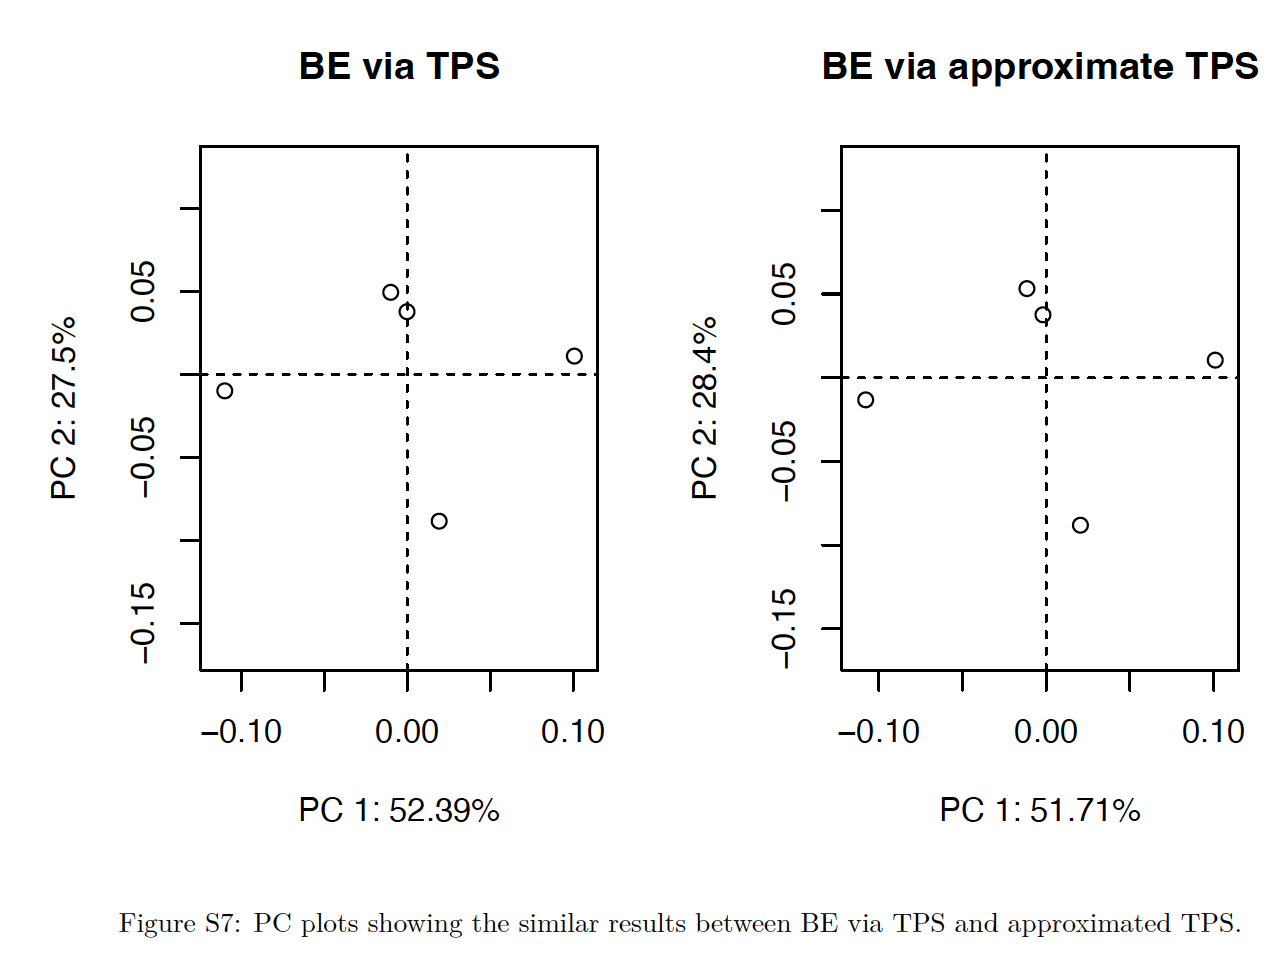 BE via TPS
BE via approximate TPS
PC 2: 27.5%
0.05
−0.05
−0.15
−0.10
0.00
0.10
PC 1: 52.39%
PC 2: 28.4%
0.05
−0.05
−0.15
−0.10
0.00
0.10
PC 1: 51.71%
Figure S7: PC plots showing the similar results between BE via TPS and approximated TPS.